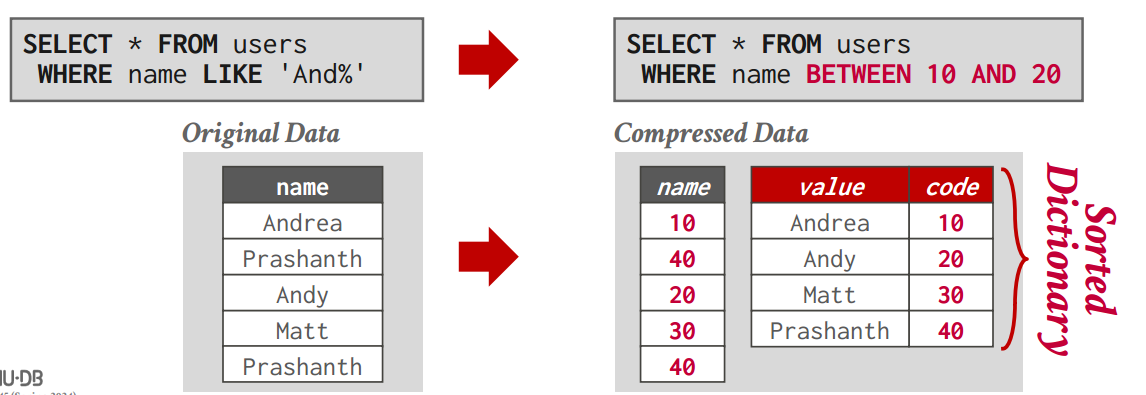 SELECT * FROM users
WHERE name LIKE 'And%'
SELECT * FROM users
WHERE name BETWEEN 10 AND 20
Original Data
name
Andrea
Prashanth
Andy
Matt
Prashanth
Compressed Data
name
10
40
20
30
40
value code
Andrea 10
Andy 20
Matt 30
Prashanth 40
Sorted
Dictionary
U·DB